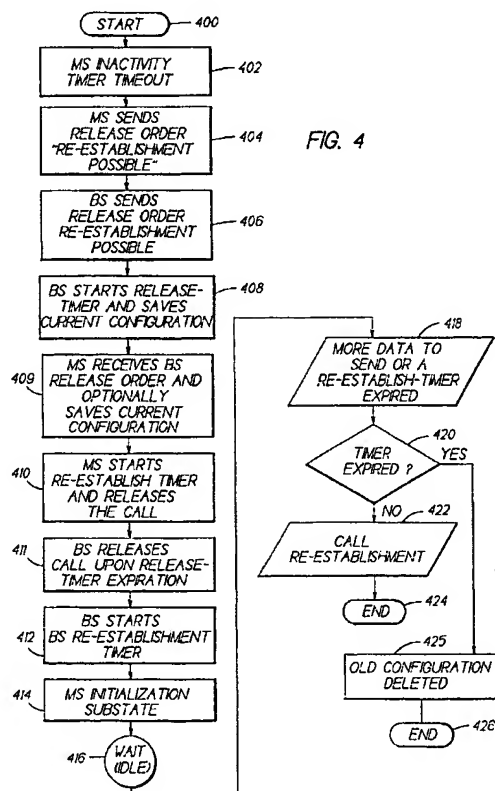 START
400
MS INACTIVITY
TIMER TIMEOUT
402
MS SENDS
RELEASE ORDER
"RE-ESTABLISHMENT
POSSIBLE"
404
FIG. 4
BS SENDS
RELEASE ORDER
RE-ESTABLISHMENT
POSSIBLE
406
BS STARTS RELEASE-
TIMER AND SAVES
CURRENT CONFIGURATION
408
MS RECEIVES BS
RELEASE ORDER AND
OPTIONALLY
SAVES CURRENT
CONFIGURATION
409
MS STARTS
RE-ESTABLISH TIMER
AND RELEASES
THE CALL
410
BS RELEASES
CALL UPON RELEASE-
TIMER EXPIRATION
411
BS STARTS
BS RE-ESTABLISHMENT
TIMER
412
MS INITIALIZATION
SUBSTATE
414
WAIT
(IDLE)
416
418
MORE DATA TO
SEND OR A
RE-ESTABLISH-TIMER
EXPIRED
420
TIMER
EXPIRED ?
YES
NO
422
CALL
RE-ESTABLISHMENT
END
424
425
OLD CONFIGURATION
DELETED
END
426